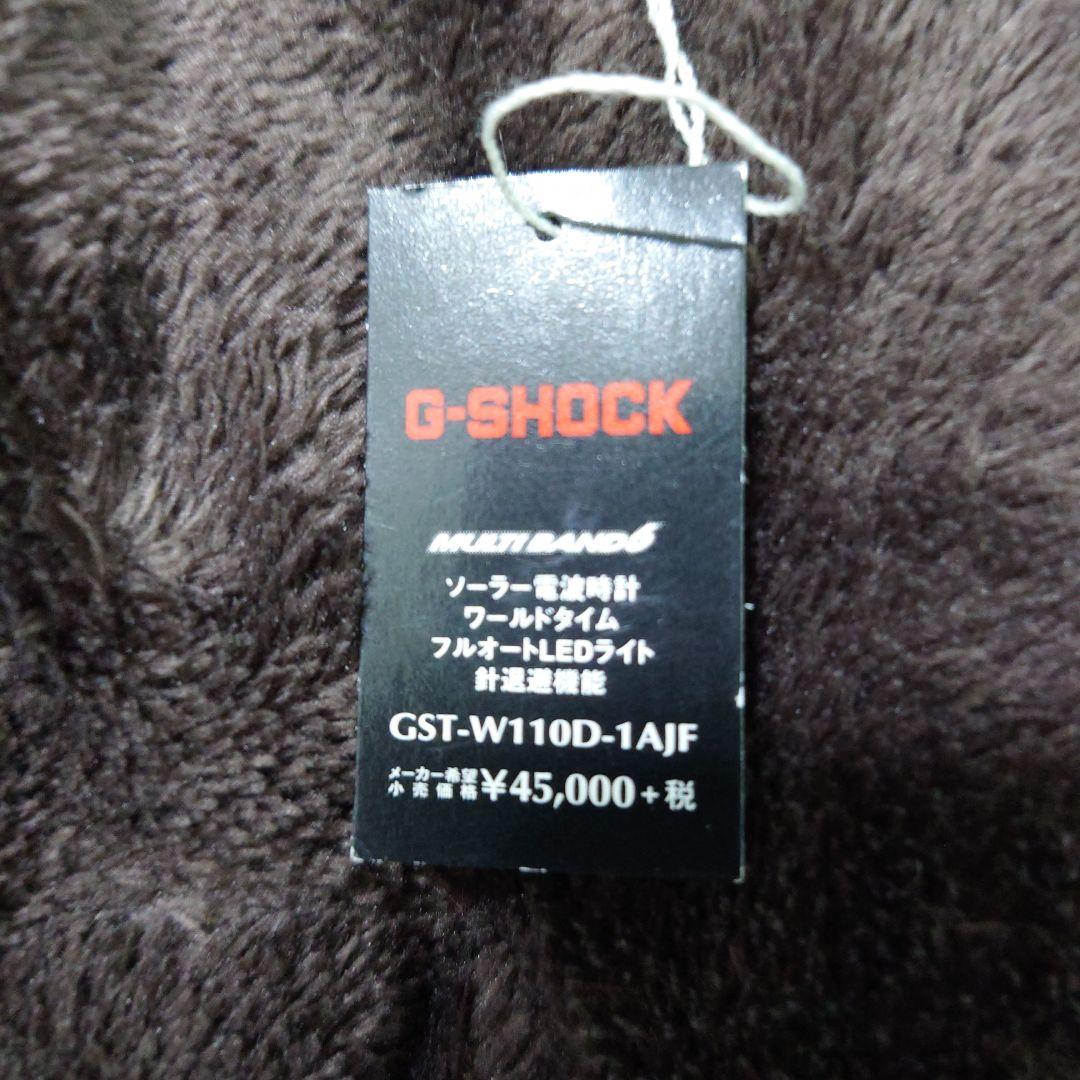 G-SHOCK
MULTIBAND6
ソーラー電波時計
ワールドタイム
フルオートLEDライト
針退避機能
GST-W110D-1AJF
メーカー希望
小売価格 ¥45,000+税